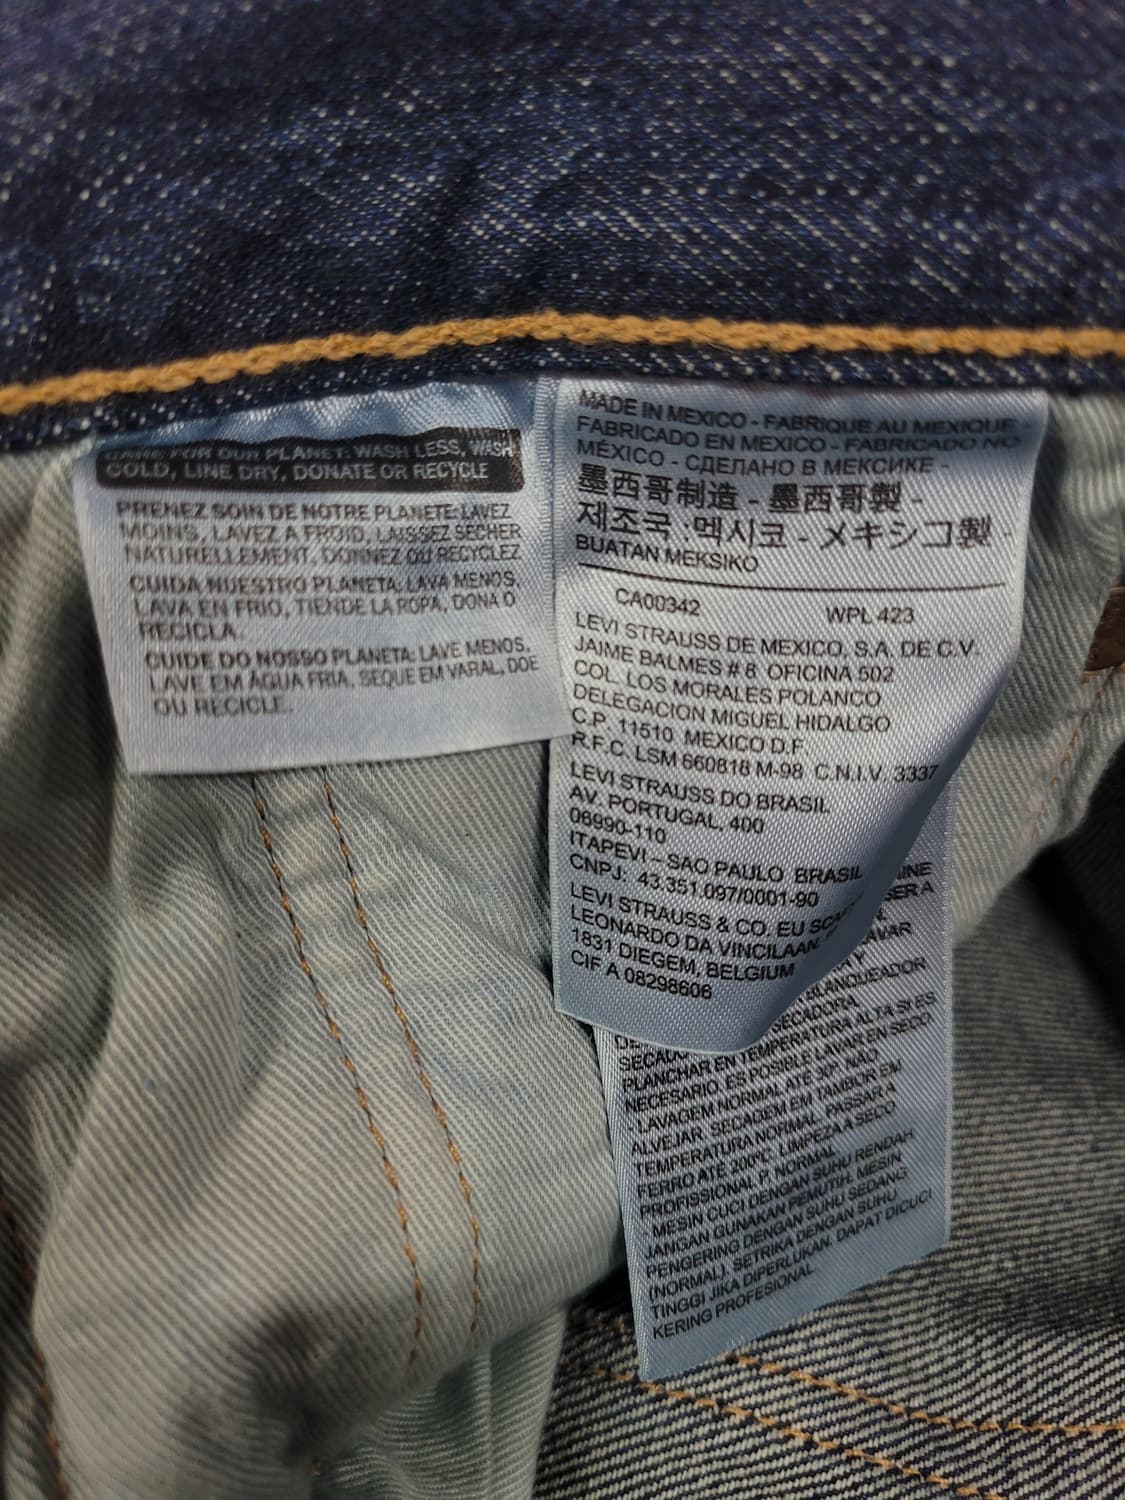 CARE FOR OUR PLANET: WASH LESS, WASH
COLD, LINE DRY, DONATE OR RECYCLE
PRENEZ SOIN DE NOTRE PLANETE: LAVEZ
MOINS, LAVEZ A FROID, LAISSEZ SECHER
NATURELLEMENT, DONNEZ OU RECYCLEZ
CUIDA NUESTRO PLANETA: LAVA MENOS,
LAVA EN FRIO, TIENDE LA ROPA, DONA O
RECICLA.
CUIDE DO NOSSO PLANETA: LAVE MENOS,
LAVE EM ÁGUA FRIA, SEQUE EM VARAL, DOE
OU RECICLE.
MADE IN MEXICO - FABRIQUE AU MEXIQUE -
FABRICADO EN MEXICO - FABRICADO NO
MÉXICO - СДЕЛАНО В МЕКСИКЕ -
墨西哥制造 - 墨西哥製 -
제조국 :멕시코 - メキシコ製 -
BUATAN MEKSIKO
CA00342 WPL 423
LEVI STRAUSS DE MEXICO, S.A. DE C.V.
JAIME BALMES # 8 OFICINA 502
COL. LOS MORALES POLANCO
DELEGACION MIGUEL HIDALGO
C.P. 11510 MEXICO D.F
R.F.C. LSM 660818 M-98 C.N.I.V. 3337
LEVI STRAUSS DO BRASIL
AV. PORTUGAL, 400
06690-110
ITAPEVI – SAO PAULO BRASIL
CNPJ: 43.351.097/0001-90
LEVI STRAUSS & CO. EU
LEONARDO DA VINCILAAN,
1831 DIEGEM, BELGIUM
CIF A 08298606
SER A
LAVAR
Y
BLANQUEADOR
SECADORA
PLANCHAR EN TEMPERATURA ALTA SI ES
NECESARIO. ES POSIBLE LAVAR EN SECO
- LAVAGEM NORMAL ATÉ 30°. NÃO
ALVEJAR. SECAGEM EM TAMBOR EM
TEMPERATURA NORMAL. PASSAR A
FERRO ATÉ 200°C. LIMPEZA A SECO
PROFISSIONAL P. NORMAL
- MESIN CUCI DENGAN SUHU RENDAH
JANGAN GUNAKAN PEMUTIH. MESIN
PENGERING DENGAN SUHU SEDANG
(NORMAL). SETRIKA DENGAN SUHU
TINGGI JIKA DIPERLUKAN. DAPAT DICUCI
KERING PROFESIONAL.